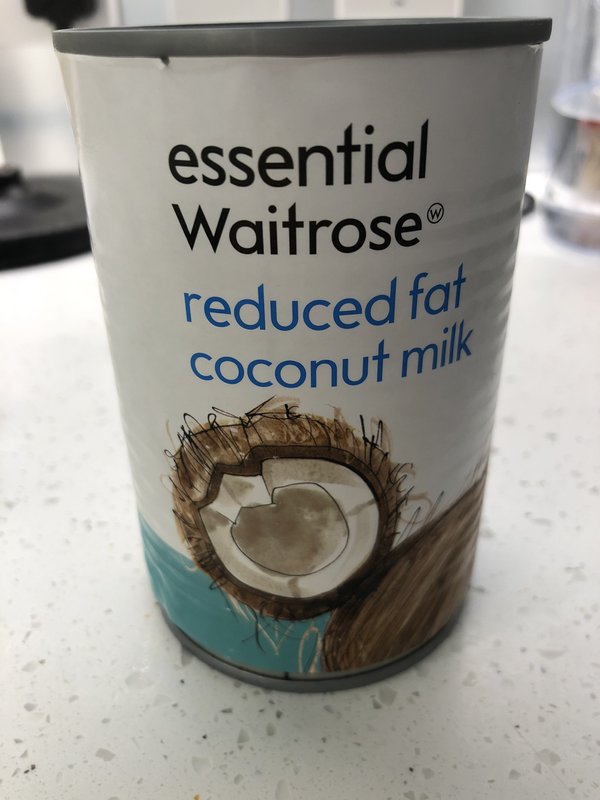 essential
Waitrose Ⓦ
reduced fat
coconut milk